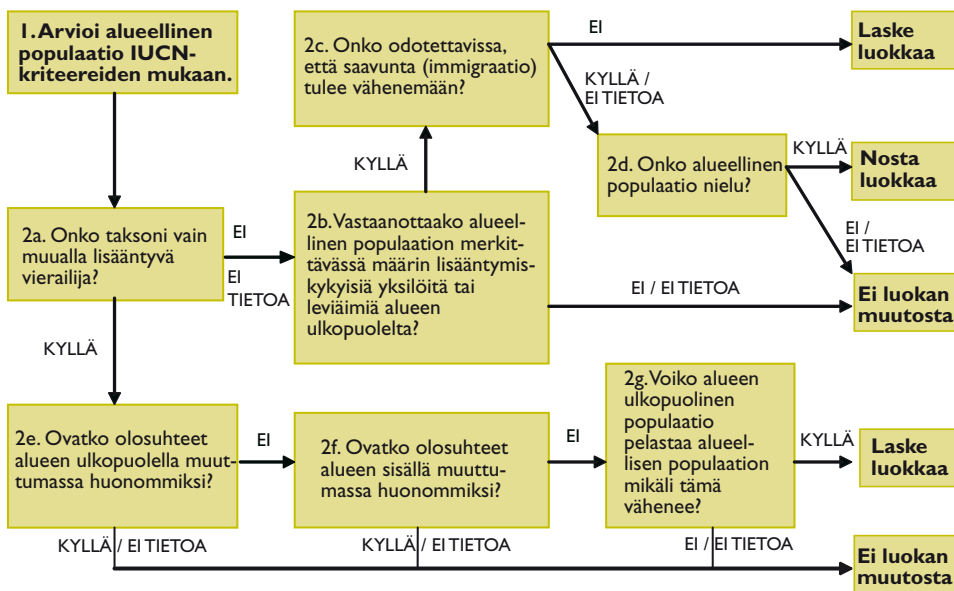 1. Arvioi alueellinen
populaatio IUCN-
kriteereiden mukaan.
2c. Onko odotettavissa,
että saavunta (immigraatio)
tulee vähenemään?
EI
Laske
luokkaa
KYLLÄ /
EI TIETOA
KYLLÄ
2d. Onko alueellinen
populaatio nielu?
KYLLÄ
Nosta
luokkaa
EI /
EI TIETOA
2a. Onko taksoni vain
muualla lisääntyvä
vierailija?
EI
EI
TIETOA
2b. Vastaanottaako alueel-
linen populaation merkit-
tävässä määrin lisääntymis-
kykyisiä yksilöitä tai
leviäimiä alueen
ulkopuolelta?
EI / EI TIETOA
Ei luokan
muutosta
KYLLÄ
2e. Ovatko olosuhteet
alueen ulkopuolella muut-
tumassa huonommiksi?
EI
2f. Ovatko olosuhteet
alueen sisällä muuttu-
massa huonommiksi?
EI
2g. Voiko alueen
ulkopuolinen
populaatio
pelastaa alueel-
lisen populaation
mikäli tämä
vähenee?
KYLLÄ
Laske
luokkaa
KYLLÄ / EI TIETOA
KYLLÄ / EI TIETOA
EI / EI TIETOA
Ei luokan
muutosta